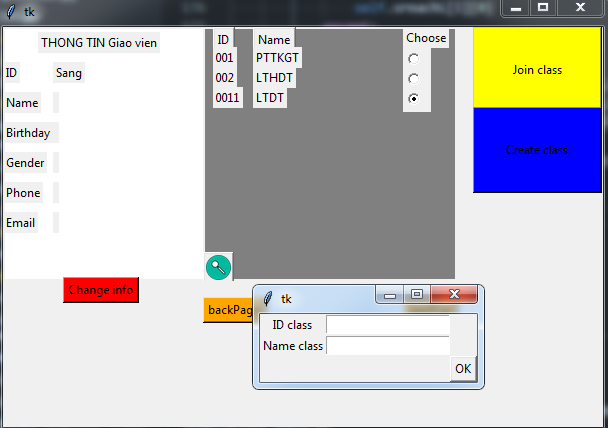 tk
THONG TIN Giao vien
ID Sang
Name
Birthday
Gender
Phone
Email
Change info
ID Name Choose
001 PTTKGT
002 LTHDT
0011 LTDT
backPag
Join class
Create class
tk
ID class
Name class
OK